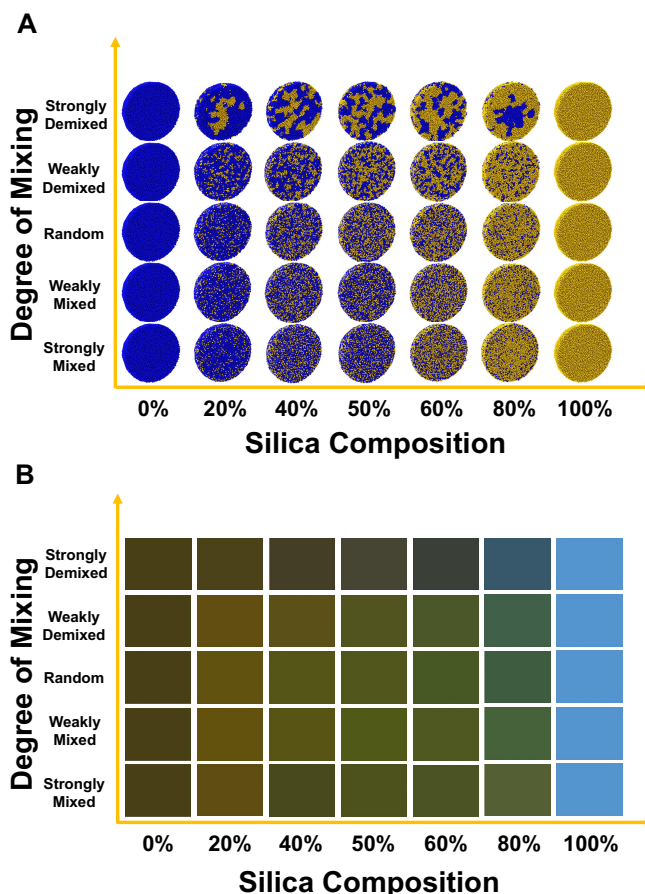 A
Degree of Mixing
Strongly
Demixed
Weakly
Demixed
Random
Weakly
Mixed
Strongly
Mixed
0% 20% 40% 50% 60% 80% 100%
Silica Composition
B
Degree of Mixing
Strongly
Demixed
Weakly
Demixed
Random
Weakly
Mixed
Strongly
Mixed
0% 20% 40% 50% 60% 80% 100%
Silica Composition